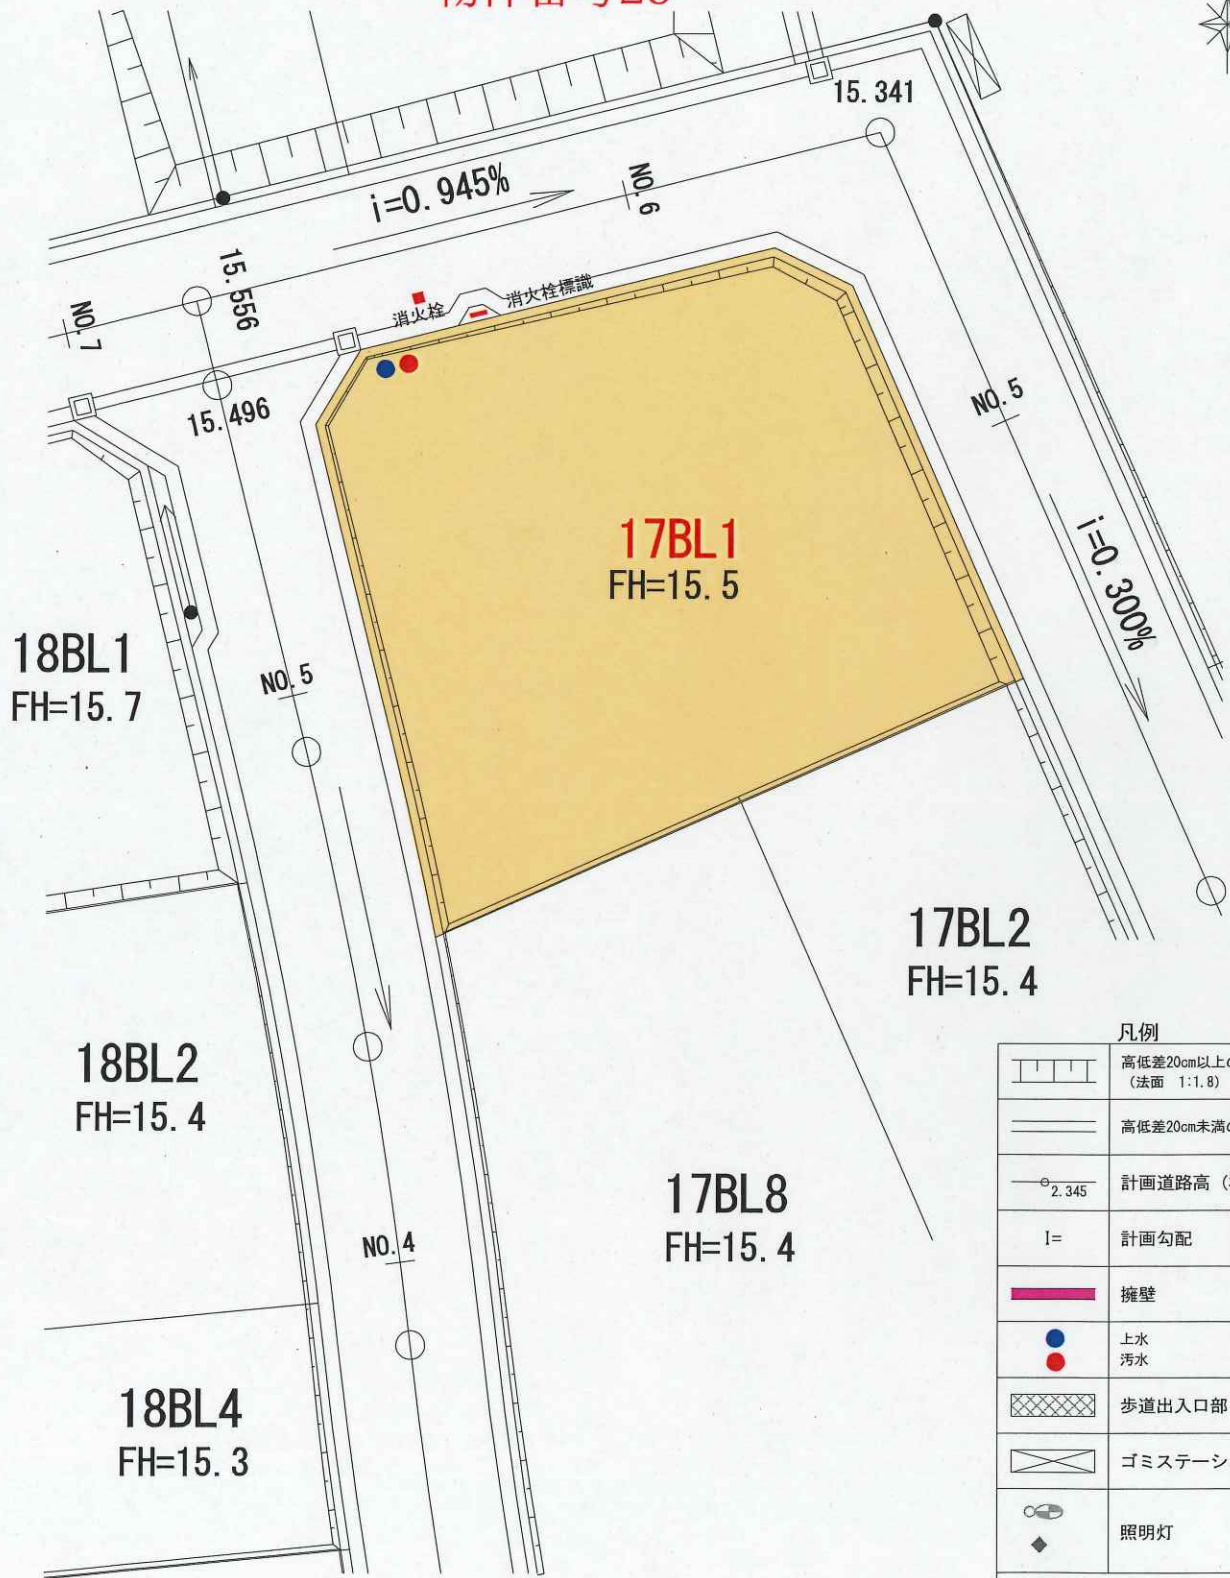 15.341
i=0.945%
NO.6
15.556
NO.7
消火栓
消火栓標識
15.496
NO.5
17BL1
FH=15.5
i=0.300%
18BL1
FH=15.7
NO.5
17BL2
FH=15.4
18BL2
FH=15.4
17BL8
FH=15.4
NO.4
18BL4
FH=15.3
凡例
高低差20cm以上
(法面 1:1.8)
高低差20cm未満
2.345
計画道路高
I=
計画勾配
擁壁
上水
汚水
歩道出入口部
ゴミステーシ
照明灯